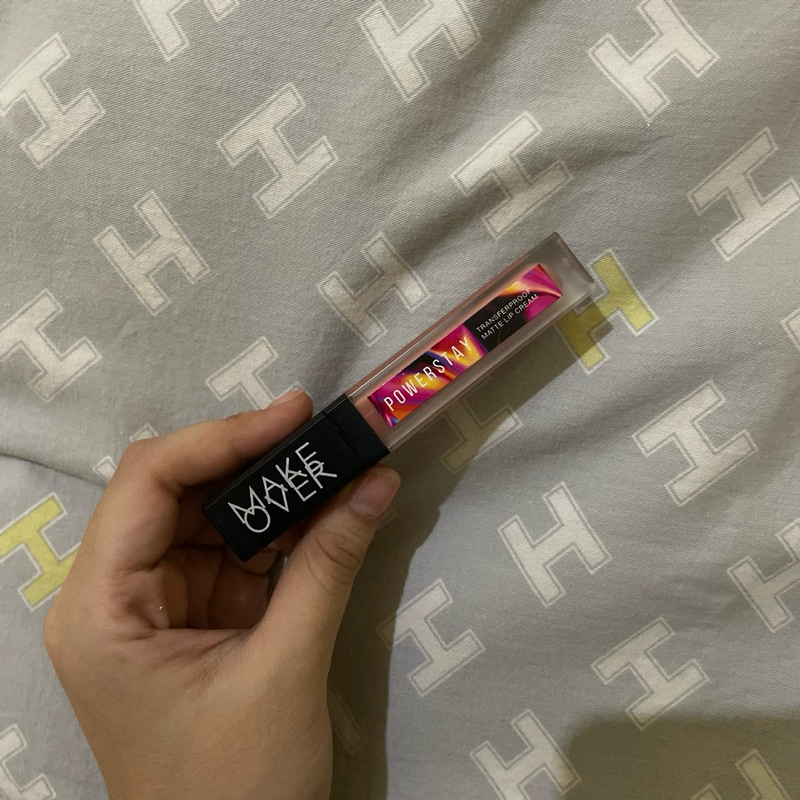 MAKE
OVER
POWERSTAY
TRANSFERPROOF
MATTE LIP CREAM
H